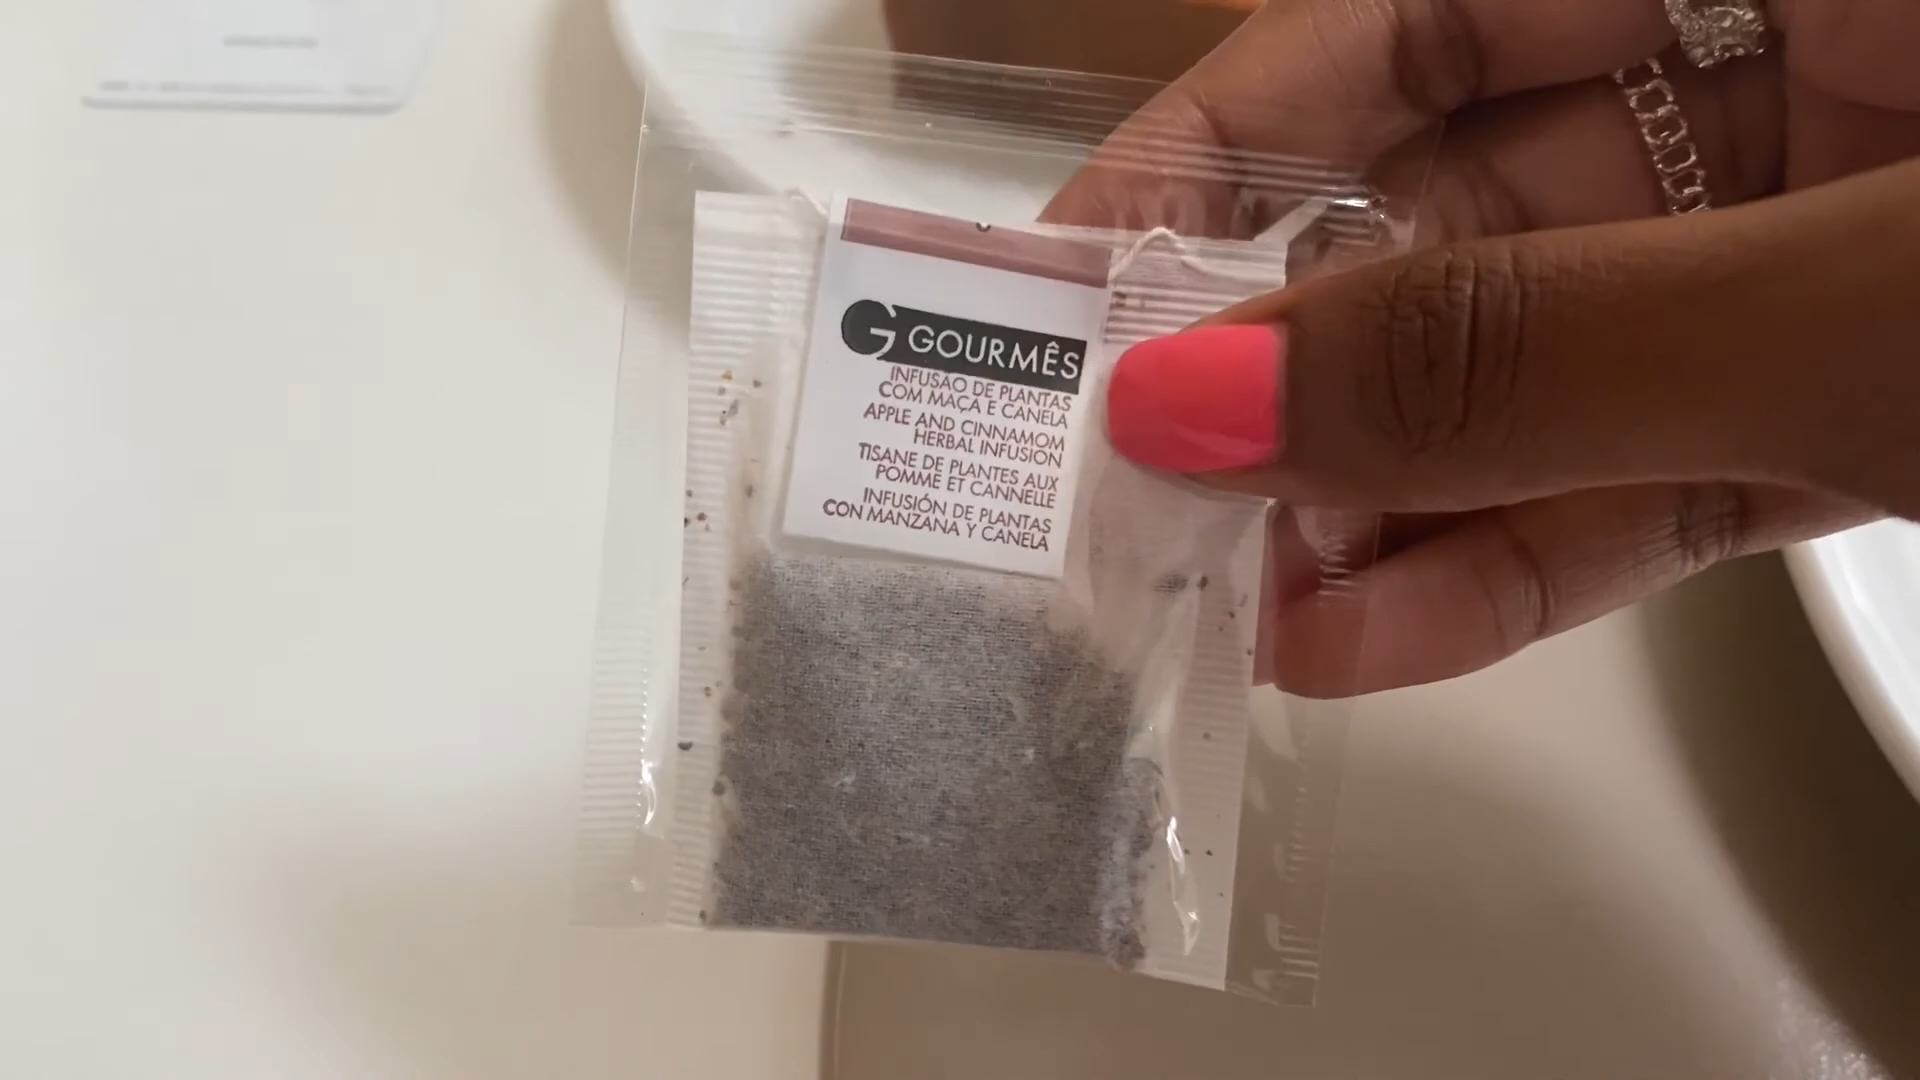 G GOURMÊS
INFUSÃO DE PLANTAS
COM MAÇA E CANELA
APPLE AND CINNAMOM
HERBAL INFUSION
TISANE DE PLANTES AUX
POMME ET CANNELLE
INFUSIÓN DE PLANTAS
CON MANZANA Y CANELA